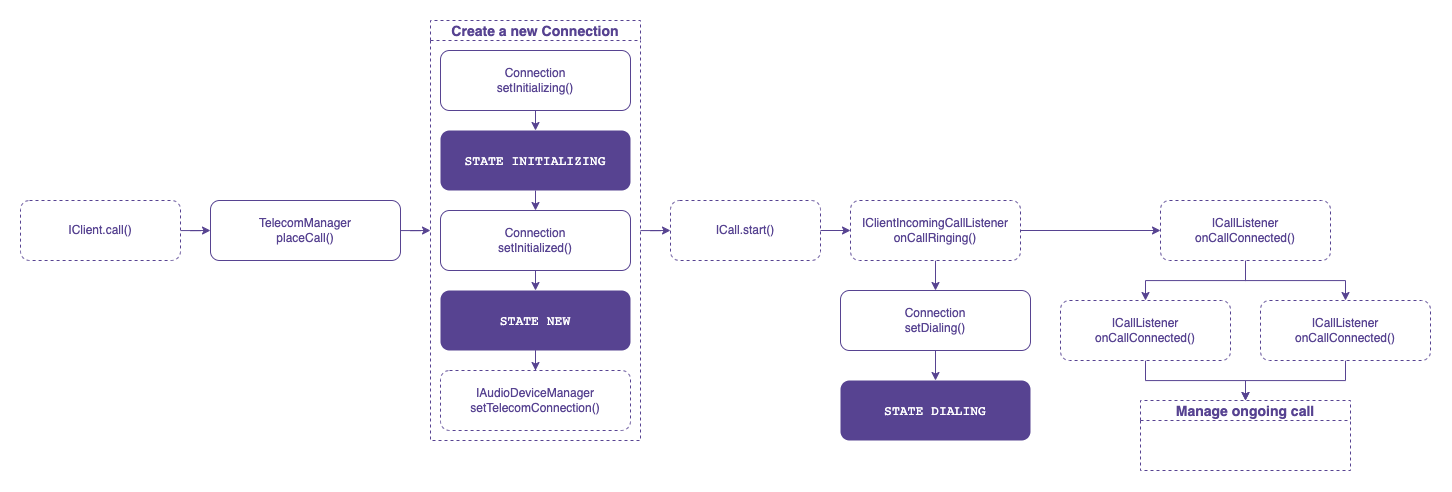 Create a new Connection
Connection
setInitializing()
STATE INITIALIZING
IClient.call()
TelecomManager
placeCall()
Connection
setInitialized()
STATE NEW
IAudioDeviceManager
setTelecomConnection()
ICall.start()
IClientIncomingCallListener
onCallRinging()
Connection
setDialing()
STATE DIALING
ICallListener
onCallConnected()
ICallListener
onCallConnected()
ICallListener
onCallConnected()
Manage ongoing call